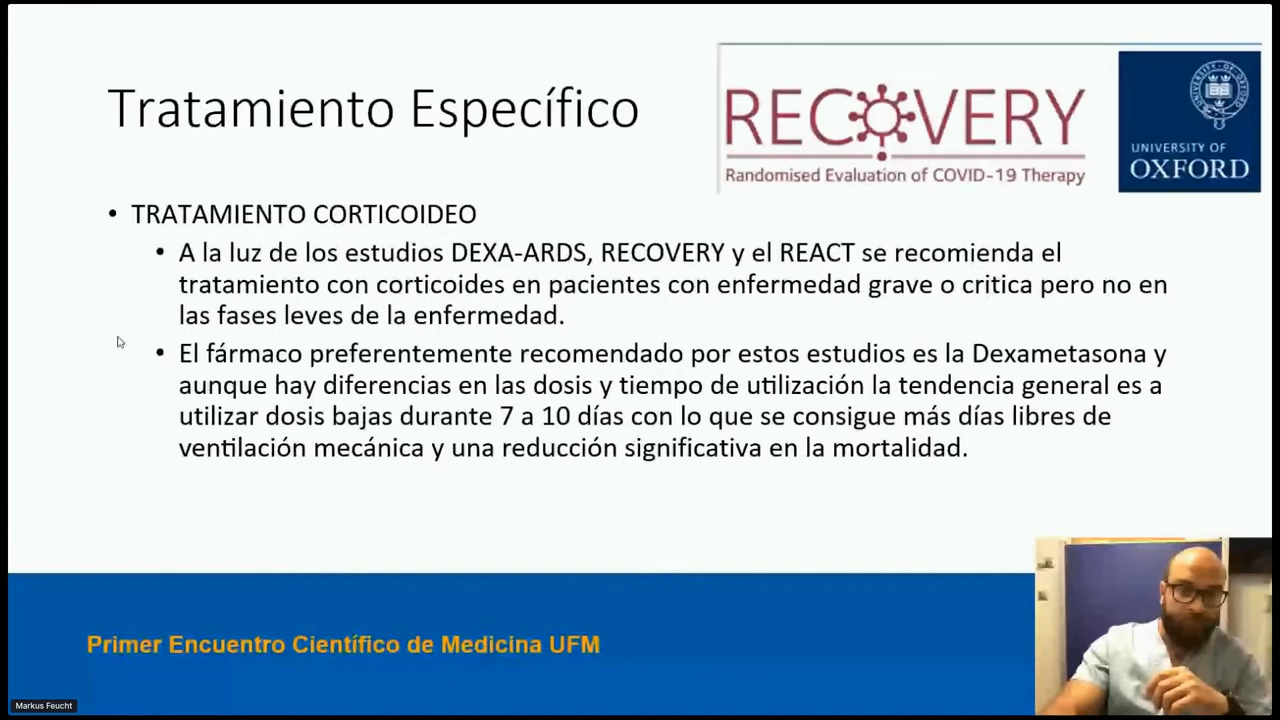 Tratamiento Específico
RECOVERY
Randomised Evaluation of COVID-19 Therapy
UNIVERSITY OF
OXFORD
• TRATAMIENTO CORTICOIDEO
• A la luz de los estudios DEXA-ARDS, RECOVERY y el REACT se recomienda el
tratamiento con corticoides en pacientes con enfermedad grave o critica pero no en
las fases leves de la enfermedad.
• El fármaco preferentemente recomendado por estos estudios es la Dexametasona y
aunque hay diferencias en las dosis y tiempo de utilización la tendencia general es a
utilizar dosis bajas durante 7 a 10 días con lo que se consigue más días libres de
ventilación mecánica y una reducción significativa en la mortalidad.
Primer Encuentro Científico de Medicina UFM
Markus Feucht